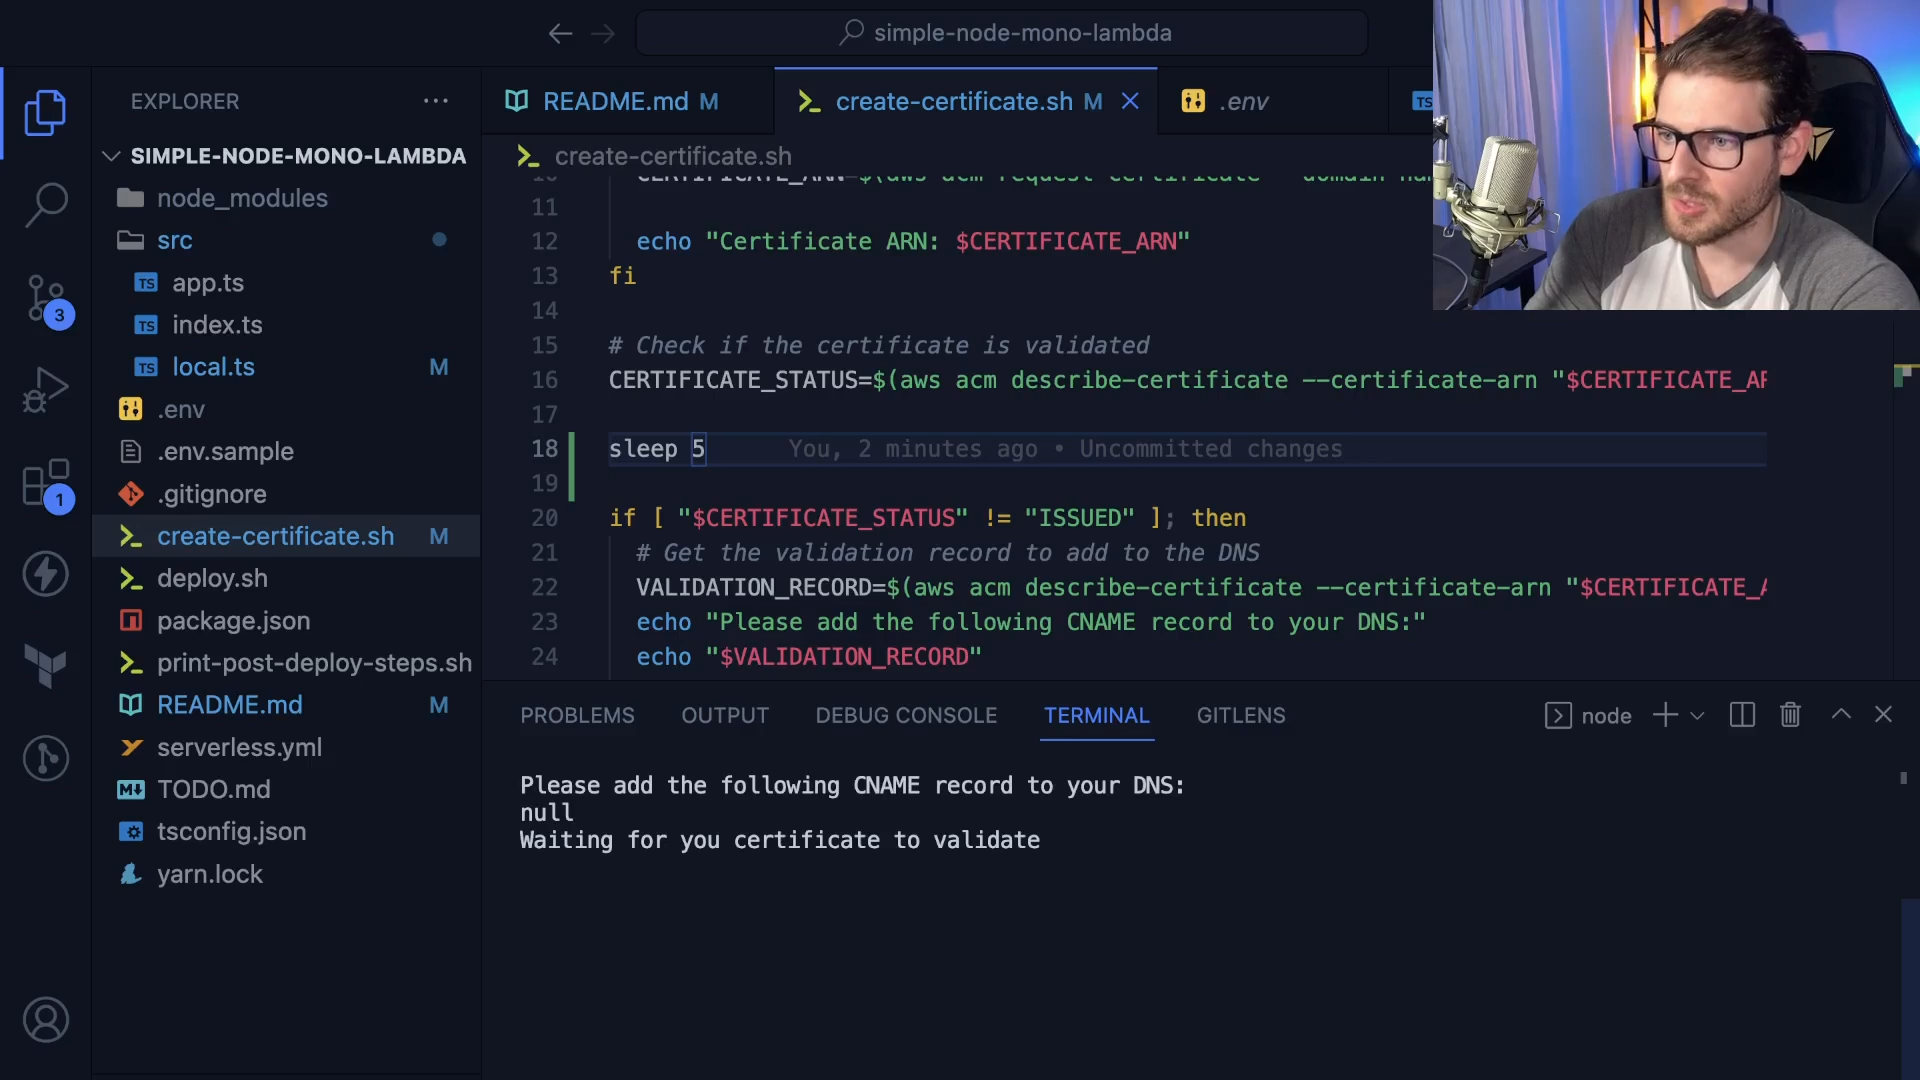 simple-node-mono-lambda
EXPLORER
SIMPLE-NODE-MONO-LAMBDA
node_modules
src
TS app.ts
TS index.ts
TS local.ts M
.env
.env.sample
.gitignore
create-certificate.sh M
deploy.sh
package.json
print-post-deploy-steps.sh
README.md M
serverless.yml
TODO.md
tsconfig.json
yarn.lock
3
1
README.md M
create-certificate.sh M
.env
TS
create-certificate.sh
11
12 echo "Certificate ARN: $CERTIFICATE_ARN"
13 fi
14
15 # Check if the certificate is validated
16 CERTIFICATE_STATUS=$(aws acm describe-certificate --certificate-arn "$CERTIFICATE_AR
17
18 sleep 5 You, 2 minutes ago • Uncommitted changes
19
20 if [ "$CERTIFICATE_STATUS" != "ISSUED" ]; then
21 # Get the validation record to add to the DNS
22 VALIDATION_RECORD=$(aws acm describe-certificate --certificate-arn "$CERTIFICATE_A
23 echo "Please add the following CNAME record to your DNS:"
24 echo "$VALIDATION_RECORD"
PROBLEMS OUTPUT DEBUG CONSOLE TERMINAL GITLENS node
Please add the following CNAME record to your DNS:
null
Waiting for you certificate to validate